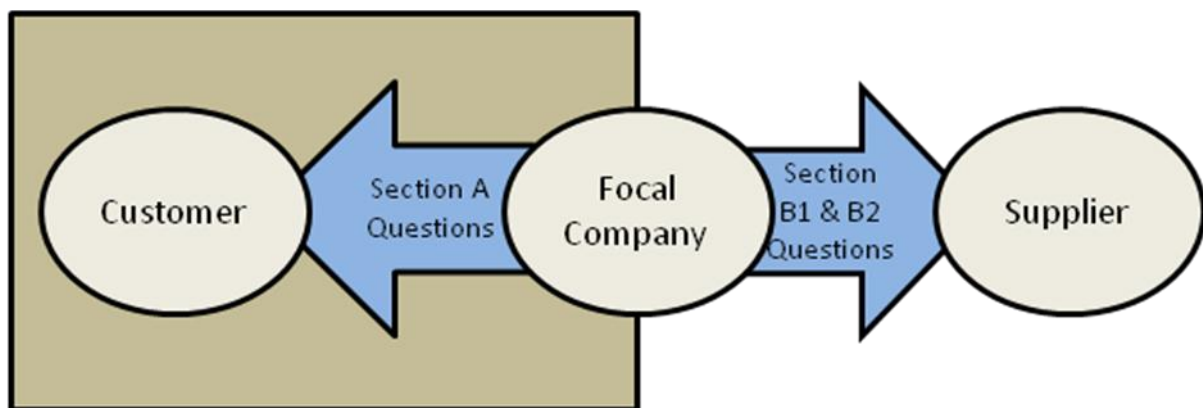 Customer
Section A
Questions
Focal
Company
Section
B1 & B2
Questions
Supplier